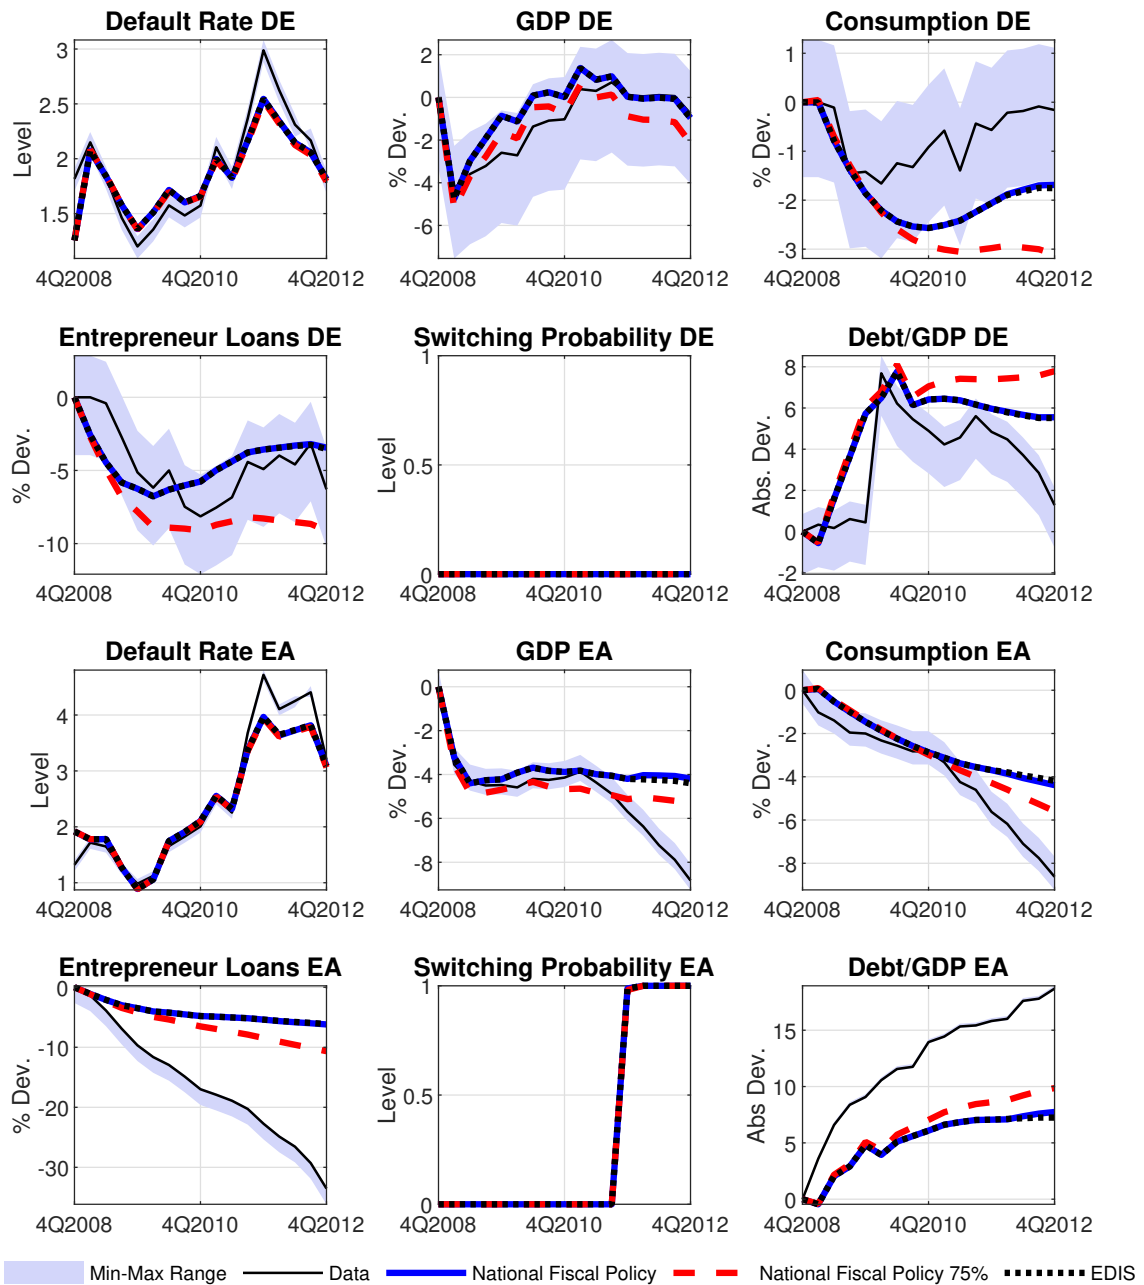 Default Rate DE GDP DE Consumption DE
3 2.5 2 1.5 Level 2 0 -2 -4 -6 % Dev. 1 0 -1 -2 -3 % Dev.
4Q2008 4Q2010 4Q2012 4Q2008 4Q2010 4Q2012 4Q2008 4Q2010 4Q2012
Entrepreneur Loans DE Switching Probability DE Debt/GDP DE
0 -5 -10 % Dev. 1 0.5 0 Level 8 6 4 2 0 -2 Abs. Dev.
4Q2008 4Q2010 4Q2012 4Q2008 4Q2010 4Q2012 4Q2008 4Q2010 4Q2012
Default Rate EA GDP EA Consumption EA
4 3 2 1 Level 0 -2 -4 -6 -8 % Dev. 0 -2 -4 -6 -8 % Dev.
4Q2008 4Q2010 4Q2012 4Q2008 4Q2010 4Q2012 4Q2008 4Q2010 4Q2012
Entrepreneur Loans EA Switching Probability EA Debt/GDP EA
0 -10 -20 -30 % Dev. 1 0.5 0 Level 15 10 5 0 Abs Dev.
4Q2008 4Q2010 4Q2012 4Q2008 4Q2010 4Q2012 4Q2008 4Q2010 4Q2012
Min-Max Range Data National Fiscal Policy National Fiscal Policy 75% EDIS